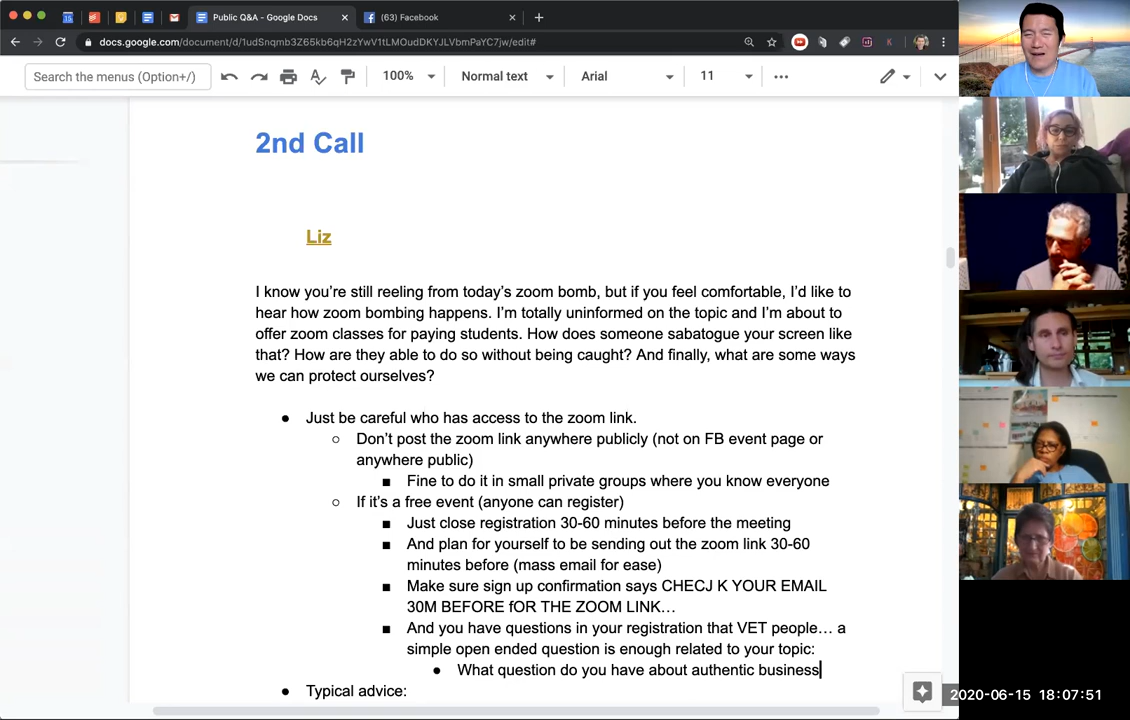 Public Q&A - Google Docs
(63) Facebook
docs.google.com/document/d/1udSnqmb3Z65kb6qH2zYwV1tLMOudDKYJLVbmPaYC7jw/edit#
Search the menus (Option+/)
100%
Normal text
Arial
11
2nd Call
Liz
I know you're still reeling from today's zoom bomb, but if you feel comfortable, I'd like to
hear how zoom bombing happens. I'm totally uninformed on the topic and I'm about to
offer zoom classes for paying students. How does someone sabatogue your screen like
that? How are they able to do so without being caught? And finally, what are some ways
we can protect ourselves?
● Just be careful who has access to the zoom link.
○ Don't post the zoom link anywhere publicly (not on FB event page or
anywhere public)
■ Fine to do it in small private groups where you know everyone
○ If it's a free event (anyone can register)
■ Just close registration 30-60 minutes before the meeting
■ And plan for yourself to be sending out the zoom link 30-60
minutes before (mass email for ease)
■ Make sure sign up confirmation says CHECJ K YOUR EMAIL
30M BEFORE fOR THE ZOOM LINK…
■ And you have questions in your registration that VET people… a
simple open ended question is enough related to your topic:
● What question do you have about authentic business
● Typical advice:
2020-06-15 18:07:51